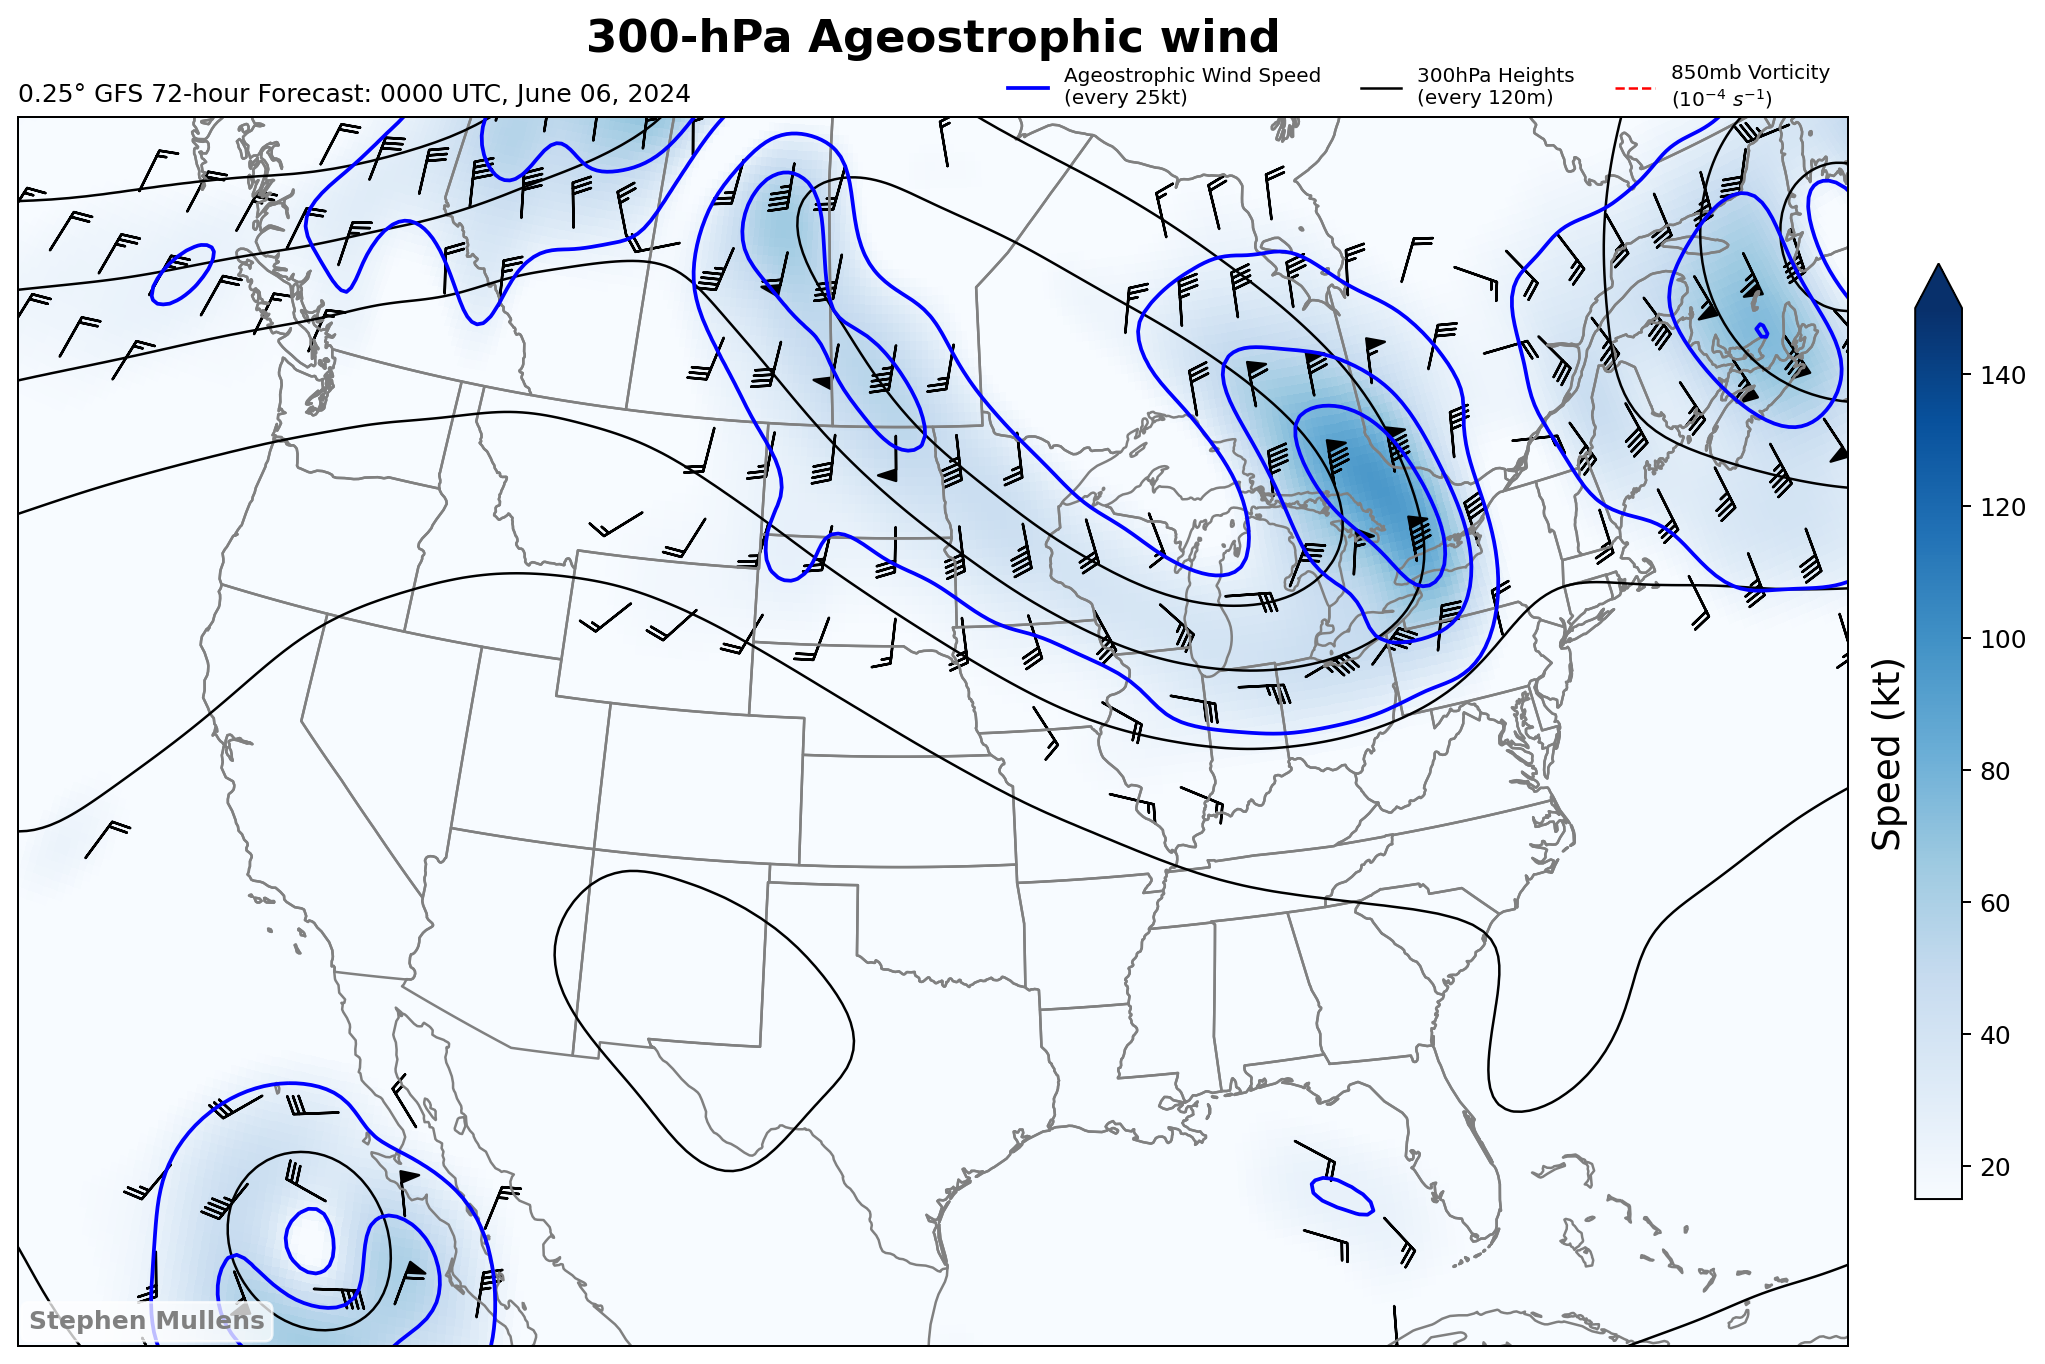 300-hPa Ageostrophic wind
0.25° GFS 72-hour Forecast: 0000 UTC, June 06, 2024
Ageostrophic Wind Speed
(every 25kt)
300hPa Heights
(every 120m)
850mb Vorticity
(10⁻⁴ s⁻¹)
140
120
100
80
60
40
20
Speed (kt)
Stephen Mullens